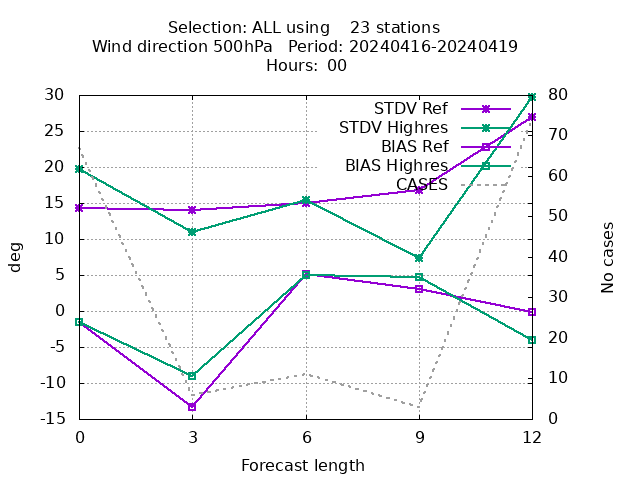 Selection: ALL using    23 stations
Wind direction 500hPa   Period: 20240416-20240419
Hours: 00
30
25
20
15
10
5
0
-5
-10
-15
deg
STDV Ref
STDV Highres
BIAS Ref
BIAS Highres
CASES
80
70
60
50
40
30
20
10
0
No cases
0 3 6 9 12
Forecast length